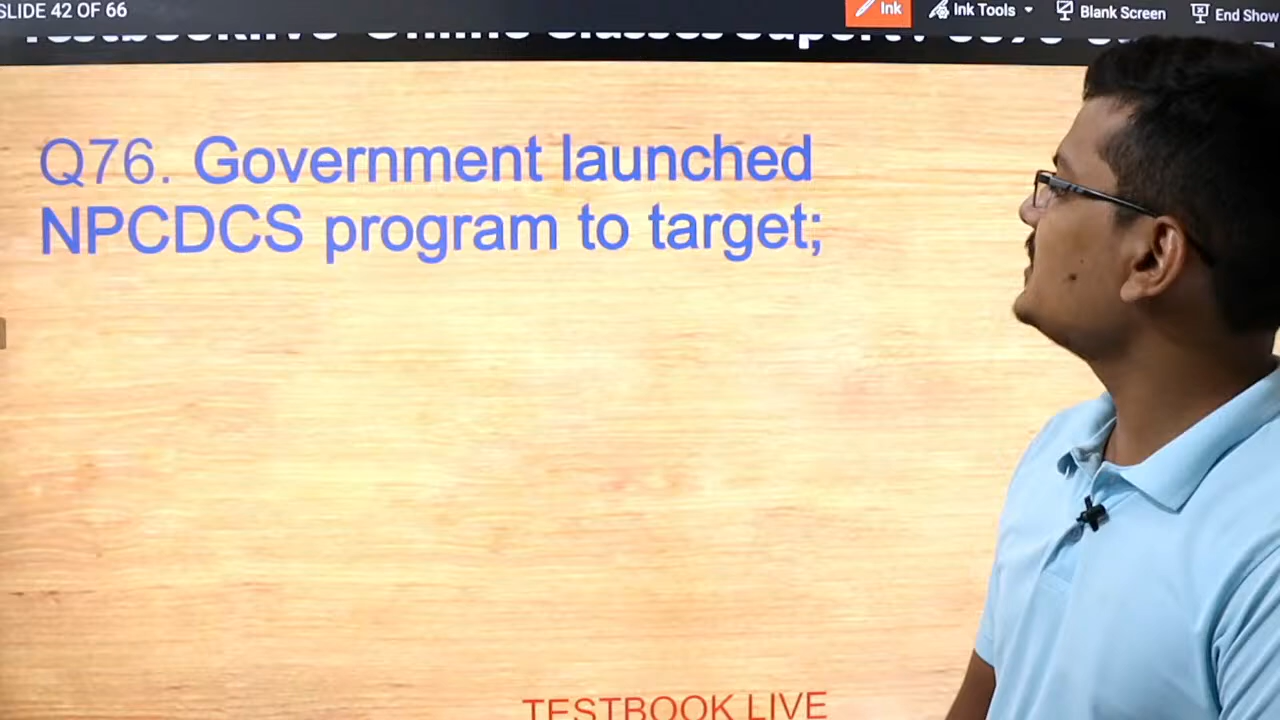 SLIDE 42 OF 66
Ink
Ink Tools
Blank Screen
End Show
Q76. Government launched
NPCDCS program to target;
TESTBOOK LIVE